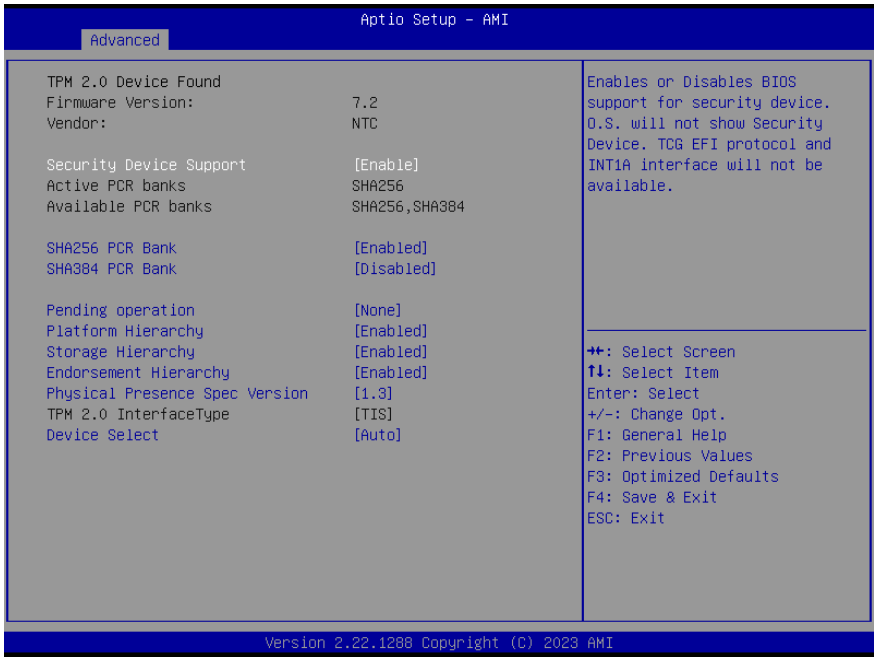 Aptio Setup - AMI
Advanced
TPM 2.0 Device Found
Firmware Version: 7.2
Vendor: NTC
Security Device Support [Enable]
Active PCR banks SHA256
Available PCR banks SHA256,SHA384
SHA256 PCR Bank [Enabled]
SHA384 PCR Bank [Disabled]
Pending operation [None]
Platform Hierarchy [Enabled]
Storage Hierarchy [Enabled]
Endorsement Hierarchy [Enabled]
Physical Presence Spec Version [1.3]
TPM 2.0 InterfaceType [TIS]
Device Select [Auto]
Enables or Disables BIOS
support for security device.
O.S. will not show Security
Device. TCG EFI protocol and
INT1A interface will not be
available.
→←: Select Screen
↑↓: Select Item
Enter: Select
+/-: Change Opt.
F1: General Help
F2: Previous Values
F3: Optimized Defaults
F4: Save & Exit
ESC: Exit
Version 2.22.1288 Copyright (C) 2023 AMI